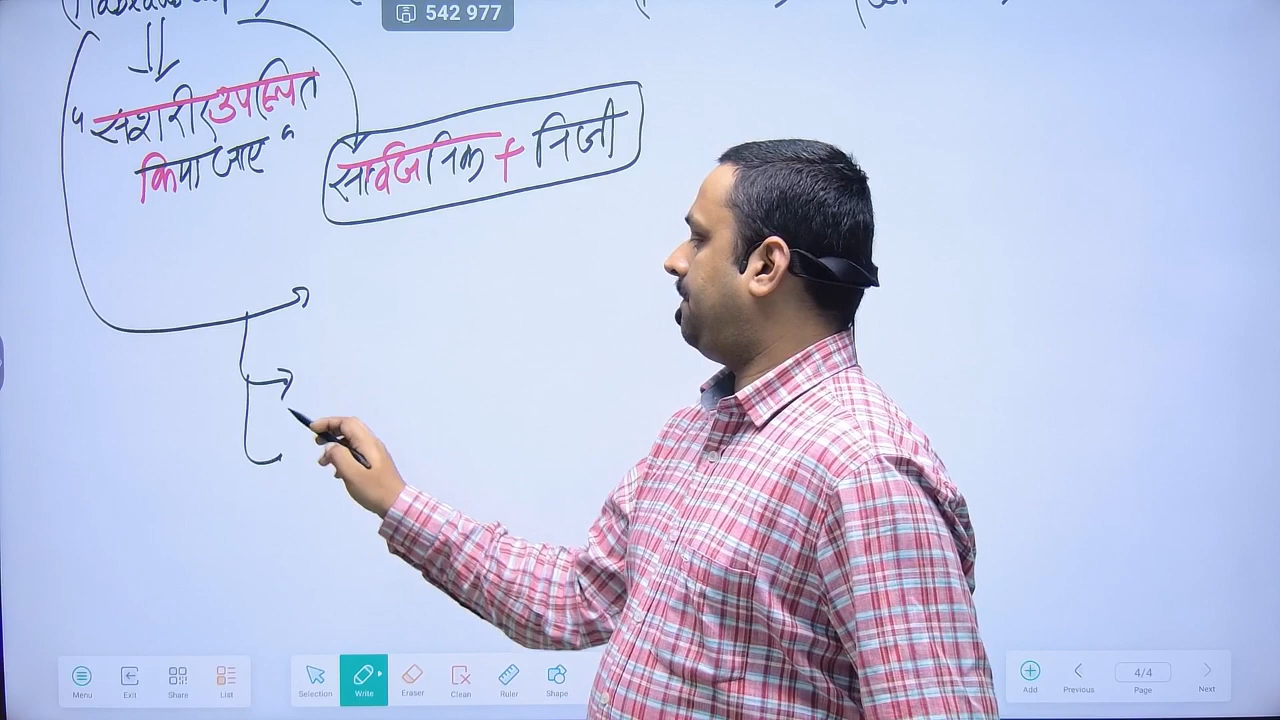 542 977
"सशरीर उपस्थित
किया जाए"
सार्वजनिक + निजी
Menu
Exit
Share
List
Selection
Write
Eraser
Clean
Ruler
Shape
Add
Previous
4/4
Page
Next